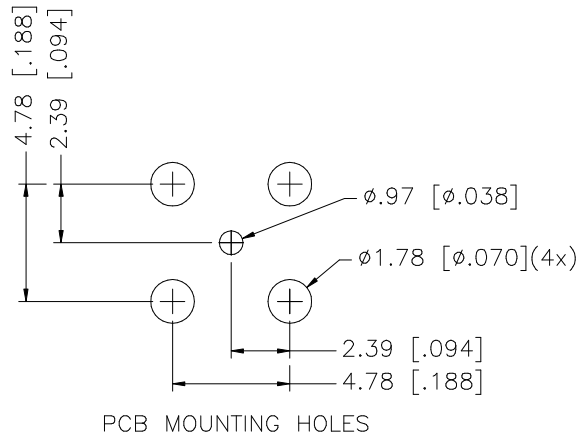 4.78 [.188]
2.39 [.094]
ø.97 [ø.038]
ø1.78 [ø.070](4x)
2.39 [.094]
4.78 [.188]
PCB MOUNTING HOLES